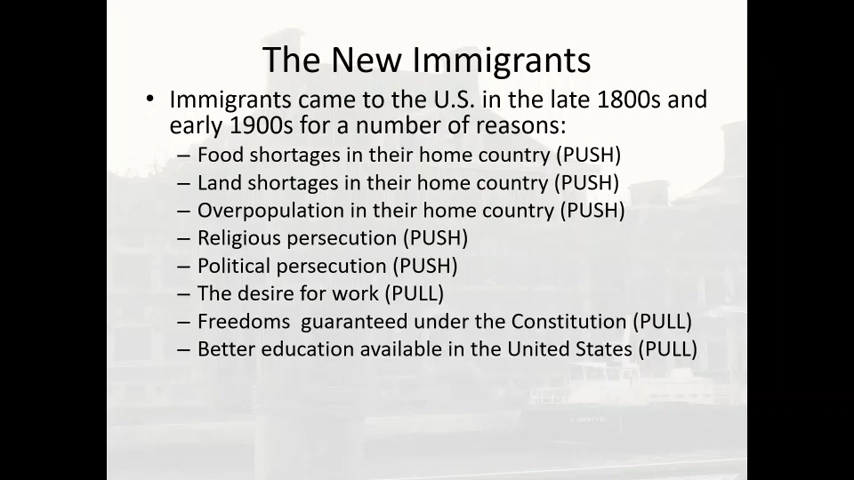 The New Immigrants
• Immigrants came to the U.S. in the late 1800s and
early 1900s for a number of reasons:
– Food shortages in their home country (PUSH)
– Land shortages in their home country (PUSH)
– Overpopulation in their home country (PUSH)
– Religious persecution (PUSH)
– Political persecution (PUSH)
– The desire for work (PULL)
– Freedoms  guaranteed under the Constitution (PULL)
– Better education available in the United States (PULL)